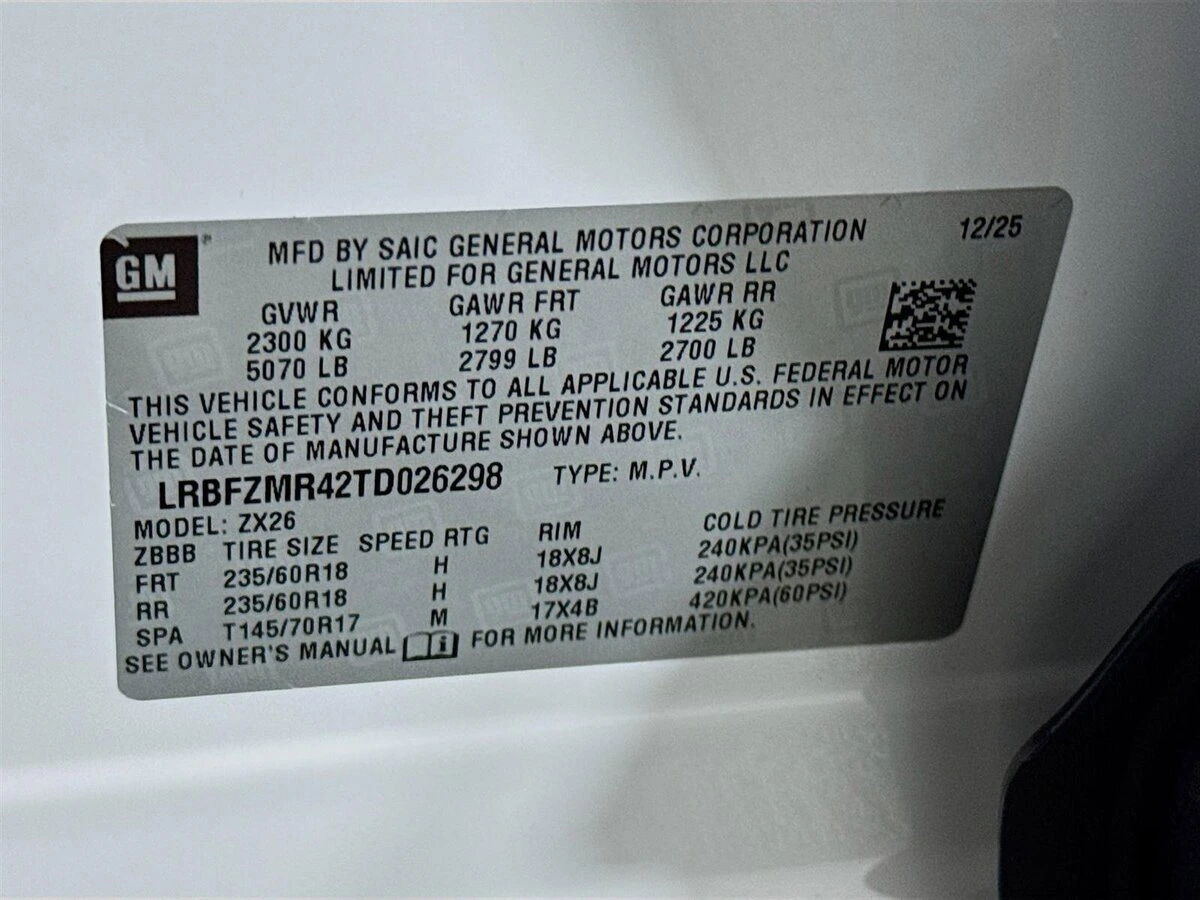 GM
MFD BY SAIC GENERAL MOTORS CORPORATION 12/25
LIMITED FOR GENERAL MOTORS LLC
GVWR GAWR FRT GAWR RR
2300 KG 1270 KG 1225 KG
5070 LB 2799 LB 2700 LB
THIS VEHICLE CONFORMS TO ALL APPLICABLE U.S. FEDERAL MOTOR
VEHICLE SAFETY AND THEFT PREVENTION STANDARDS IN EFFECT ON
THE DATE OF MANUFACTURE SHOWN ABOVE.
LRBFZMR42TD026298 TYPE: M.P.V.
MODEL: ZX26
ZBBB TIRE SIZE SPEED RTG RIM COLD TIRE PRESSURE
FRT 235/60R18 H 18X8J 240KPA(35PSI)
RR 235/60R18 H 18X8J 240KPA(35PSI)
SPA T145/70R17 M 17X4B 420KPA(60PSI)
SEE OWNER'S MANUAL i FOR MORE INFORMATION.